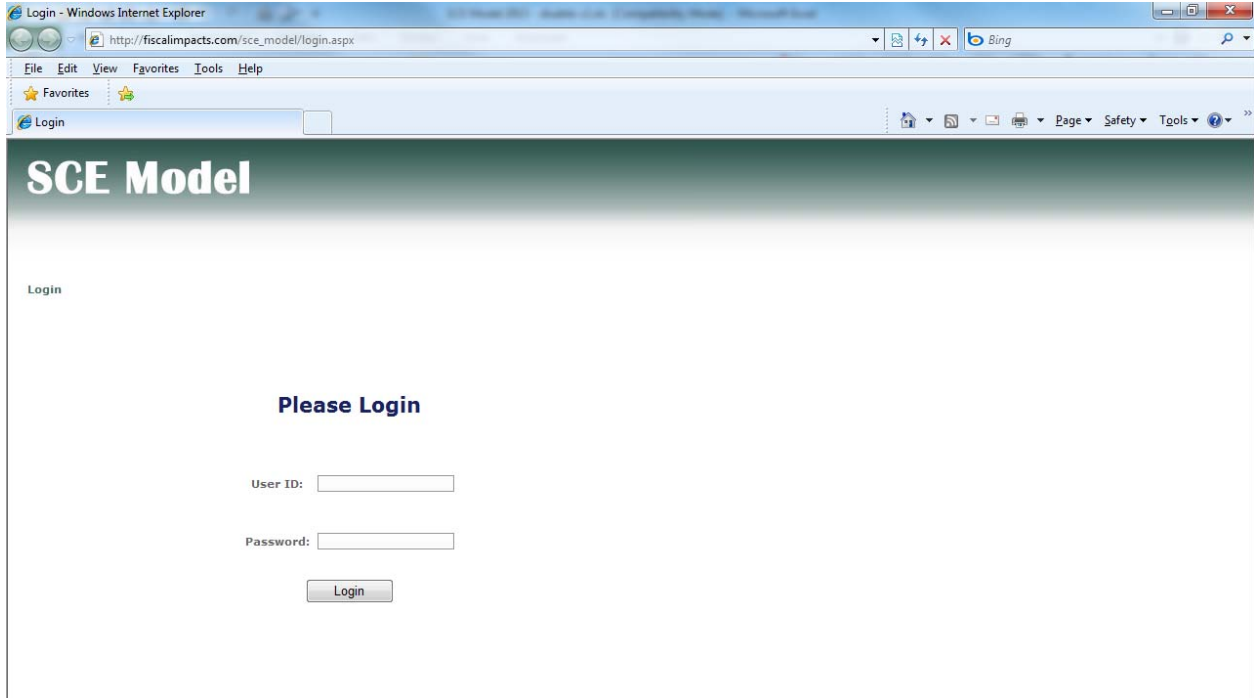 Login - Windows Internet Explorer
http://fiscalimpacts.com/sce_model/login.aspx
Bing
File Edit View Favorites Tools Help
Favorites
Login
Page Safety Tools
SCE Model
Login
Please Login
User ID:
Password:
Login